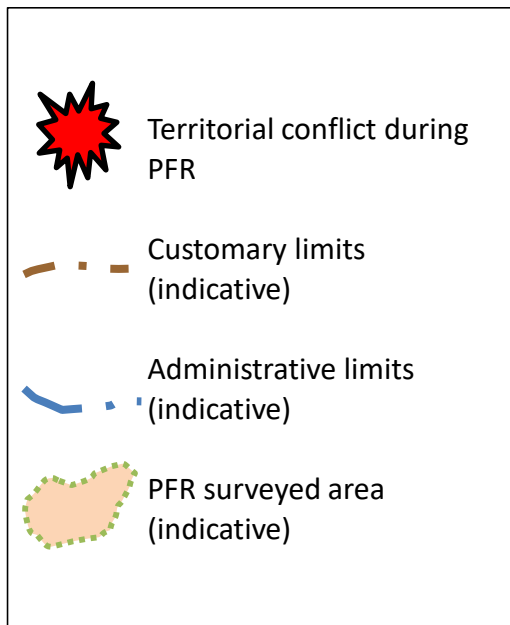 Territorial conflict during
PFR
Customary limits
(indicative)
Administrative limits
(indicative)
PFR surveyed area
(indicative)